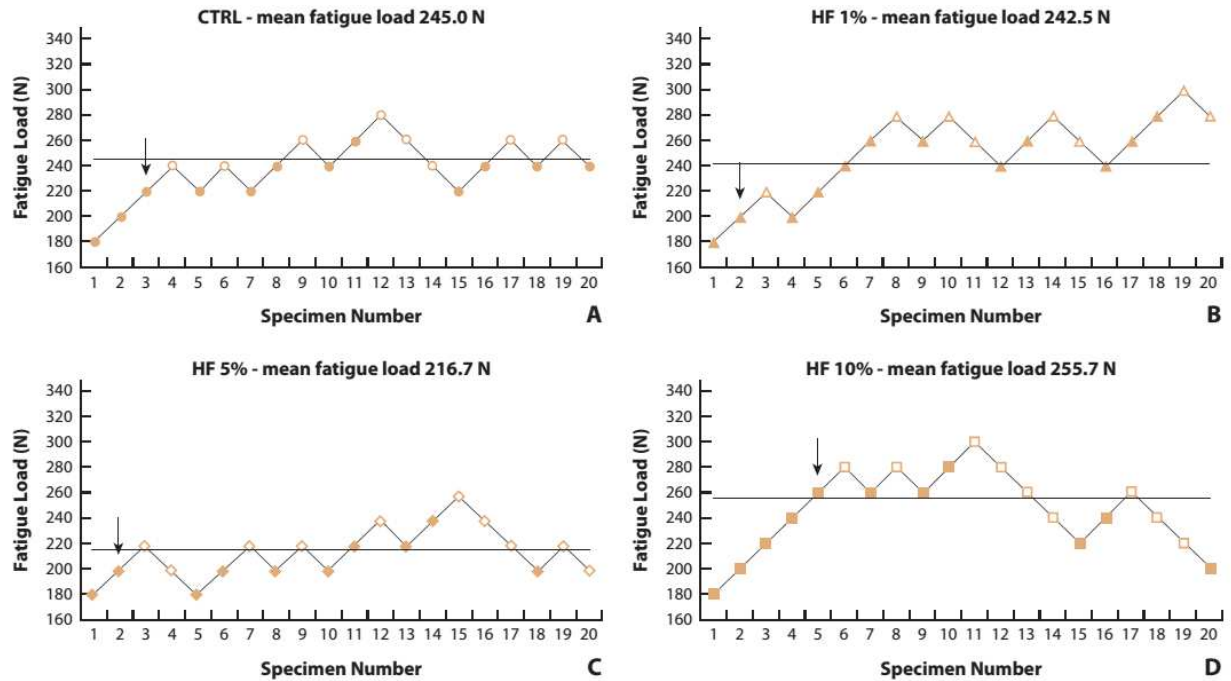 CTRL - mean fatigue load 245.0 N
Fatigue Load (N)
340
320
300
280
260
240
220
200
180
160
1 2 3 4 5 6 7 8 9 10 11 12 13 14 15 16 17 18 19 20
Specimen Number
A
HF 1% - mean fatigue load 242.5 N
Fatigue Load (N)
340
320
300
280
260
240
220
200
180
160
1 2 3 4 5 6 7 8 9 10 11 12 13 14 15 16 17 18 19 20
Specimen Number
B
HF 5% - mean fatigue load 216.7 N
Fatigue Load (N)
340
320
300
280
260
240
220
200
180
160
1 2 3 4 5 6 7 8 9 10 11 12 13 14 15 16 17 18 19 20
Specimen Number
C
HF 10% - mean fatigue load 255.7 N
Fatigue Load (N)
340
320
300
280
260
240
220
200
180
160
1 2 3 4 5 6 7 8 9 10 11 12 13 14 15 16 17 18 19 20
Specimen Number
D